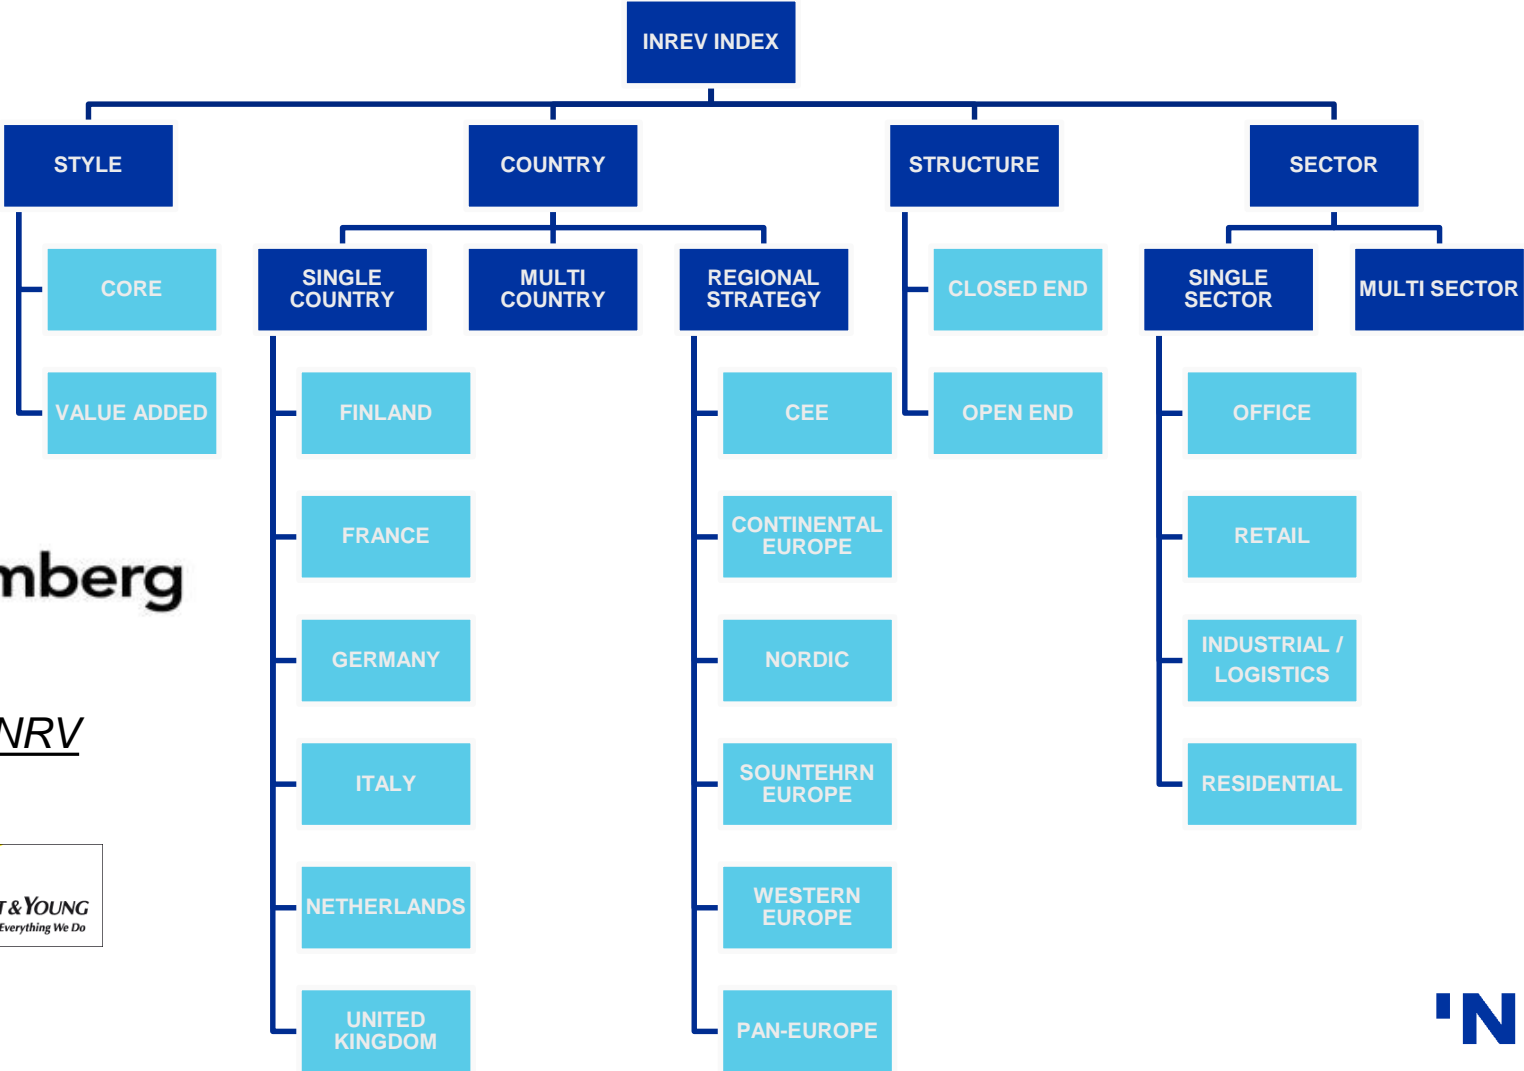 INREV INDEX
STYLE
COUNTRY
STRUCTURE
SECTOR
CORE
VALUE ADDED
SINGLE
COUNTRY
MULTI
COUNTRY
REGIONAL
STRATEGY
CLOSED END
OPEN END
SINGLE
SECTOR
MULTI SECTOR
FINLAND
FRANCE
GERMANY
ITALY
NETHERLANDS
UNITED
KINGDOM
CEE
CONTINENTAL
EUROPE
NORDIC
SOUNTEHRN
EUROPE
WESTERN
EUROPE
PAN-EUROPE
OFFICE
RETAIL
INDUSTRIAL /
LOGISTICS
RESIDENTIAL
mberg
NRV
T & YOUNG
Everything We Do
'N